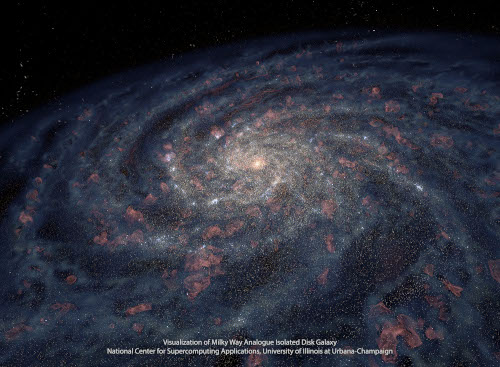 Visualization of Milky Way Analogue Isolated Disk Galaxy
National Center for Supercomputing Applications, University of Illinois at Urbana-Champaign